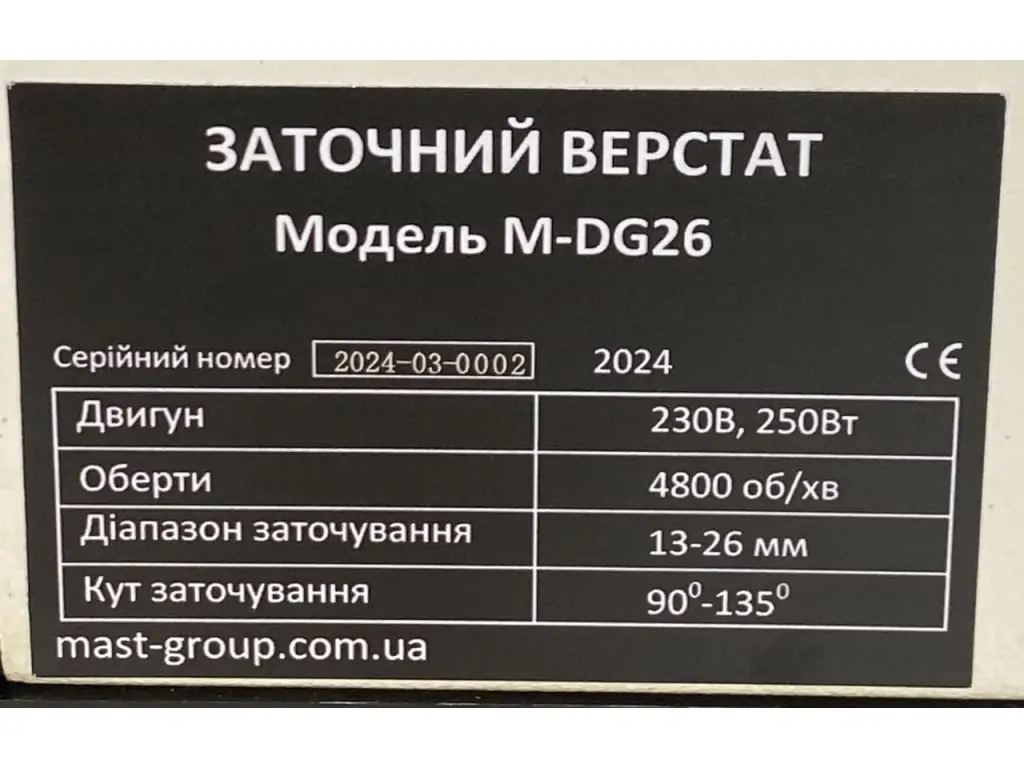 ЗАТОЧНИЙ ВЕРСТАТ
Модель M-DG26
Серійний номер 2024-03-0002 2024 CE
Двигун 230В, 250Вт
Оберти 4800 об/хв
Діапазон заточування 13-26 мм
Кут заточування 90⁰-135⁰
mast-group.com.ua